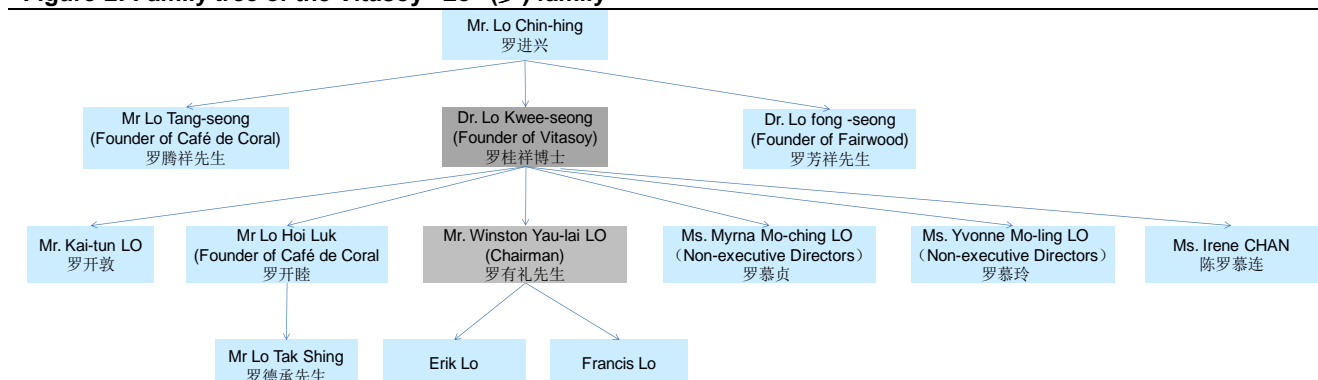 Mr. Lo Chin-hing
罗进兴
Mr Lo Tang-seong
(Founder of Café de Coral)
罗腾祥先生
Dr. Lo Kwee-seong
(Founder of Vitasoy)
罗桂祥博士
Dr. Lo fong -seong
(Founder of Fairwood)
罗芳祥先生
Mr. Kai-tun LO
罗开敦
Mr Lo Hoi Luk
(Founder of Café de Coral
罗开睦
Mr. Winston Yau-lai LO
(Chairman)
罗有礼先生
Ms. Myrna Mo-ching LO
（Non-executive Directors）
罗慕贞
Ms. Yvonne Mo-ling LO
（Non-executive Directors）
罗慕玲
Ms. Irene CHAN
陈罗慕连
Mr Lo Tak Shing
罗德承先生
Erik Lo
Francis Lo